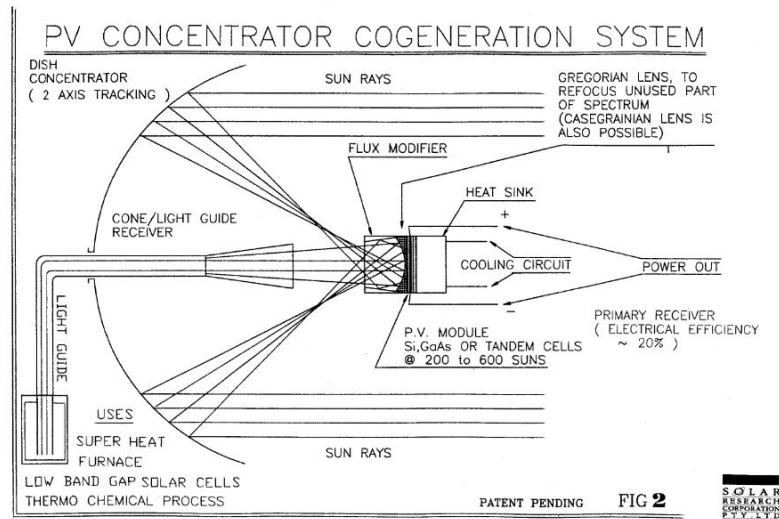 PV CONCENTRATOR COGENERATION SYSTEM
DISH
CONCENTRATOR
( 2 AXIS TRACKING )
SUN RAYS
GREGORIAN LENS, TO
REFOCUS UNUSED PART
OF SPECTRUM
(CASEGRAINIAN LENS IS
ALSO POSSIBLE)
FLUX MODIFIER
HEAT SINK
CONE/LIGHT GUIDE
RECEIVER
+
COOLING CIRCUIT
POWER OUT
–
LIGHT GUIDE
P.V. MODULE
Si,GaAs OR TANDEM CELLS
@ 200 to 600 SUNS
PRIMARY RECEIVER
( ELECTRICAL EFFICIENCY
~ 20% )
USES
SUPER HEAT
FURNACE
LOW BAND GAP SOLAR CELLS
THERMO CHEMICAL PROCESS
SUN RAYS
PATENT PENDING
FIG 2
SOLAR
RESEARCH
CORPORATION
PTY. LTD